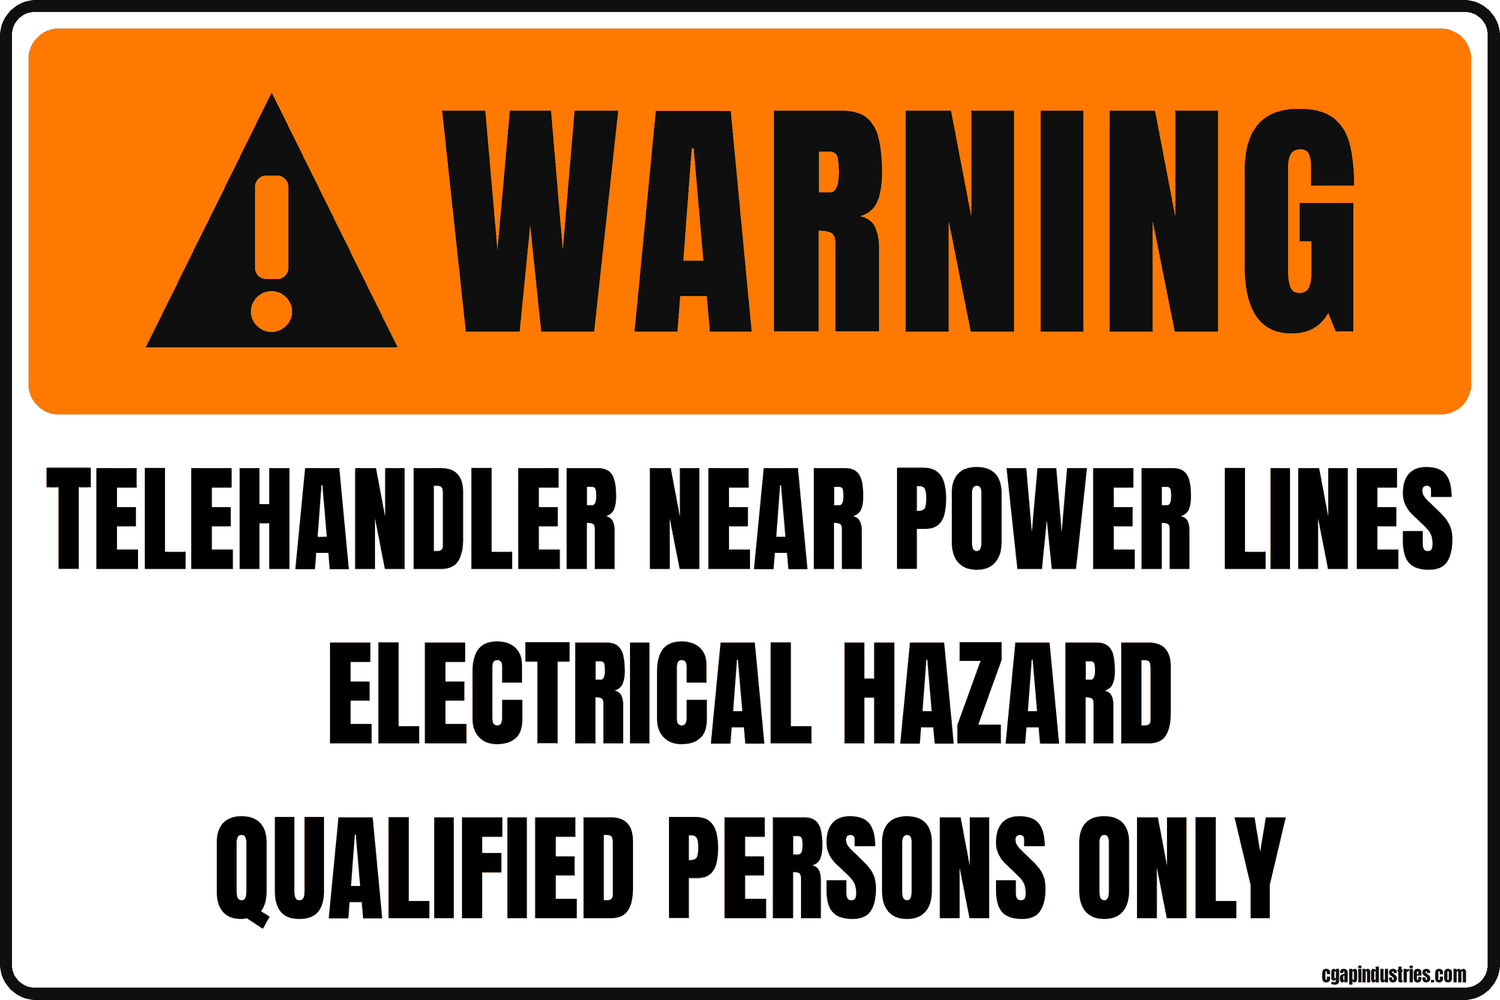 WARNING
TELEHANDLER NEAR POWER LINES
ELECTRICAL HAZARD
QUALIFIED PERSONS ONLY
cgapindustries.com